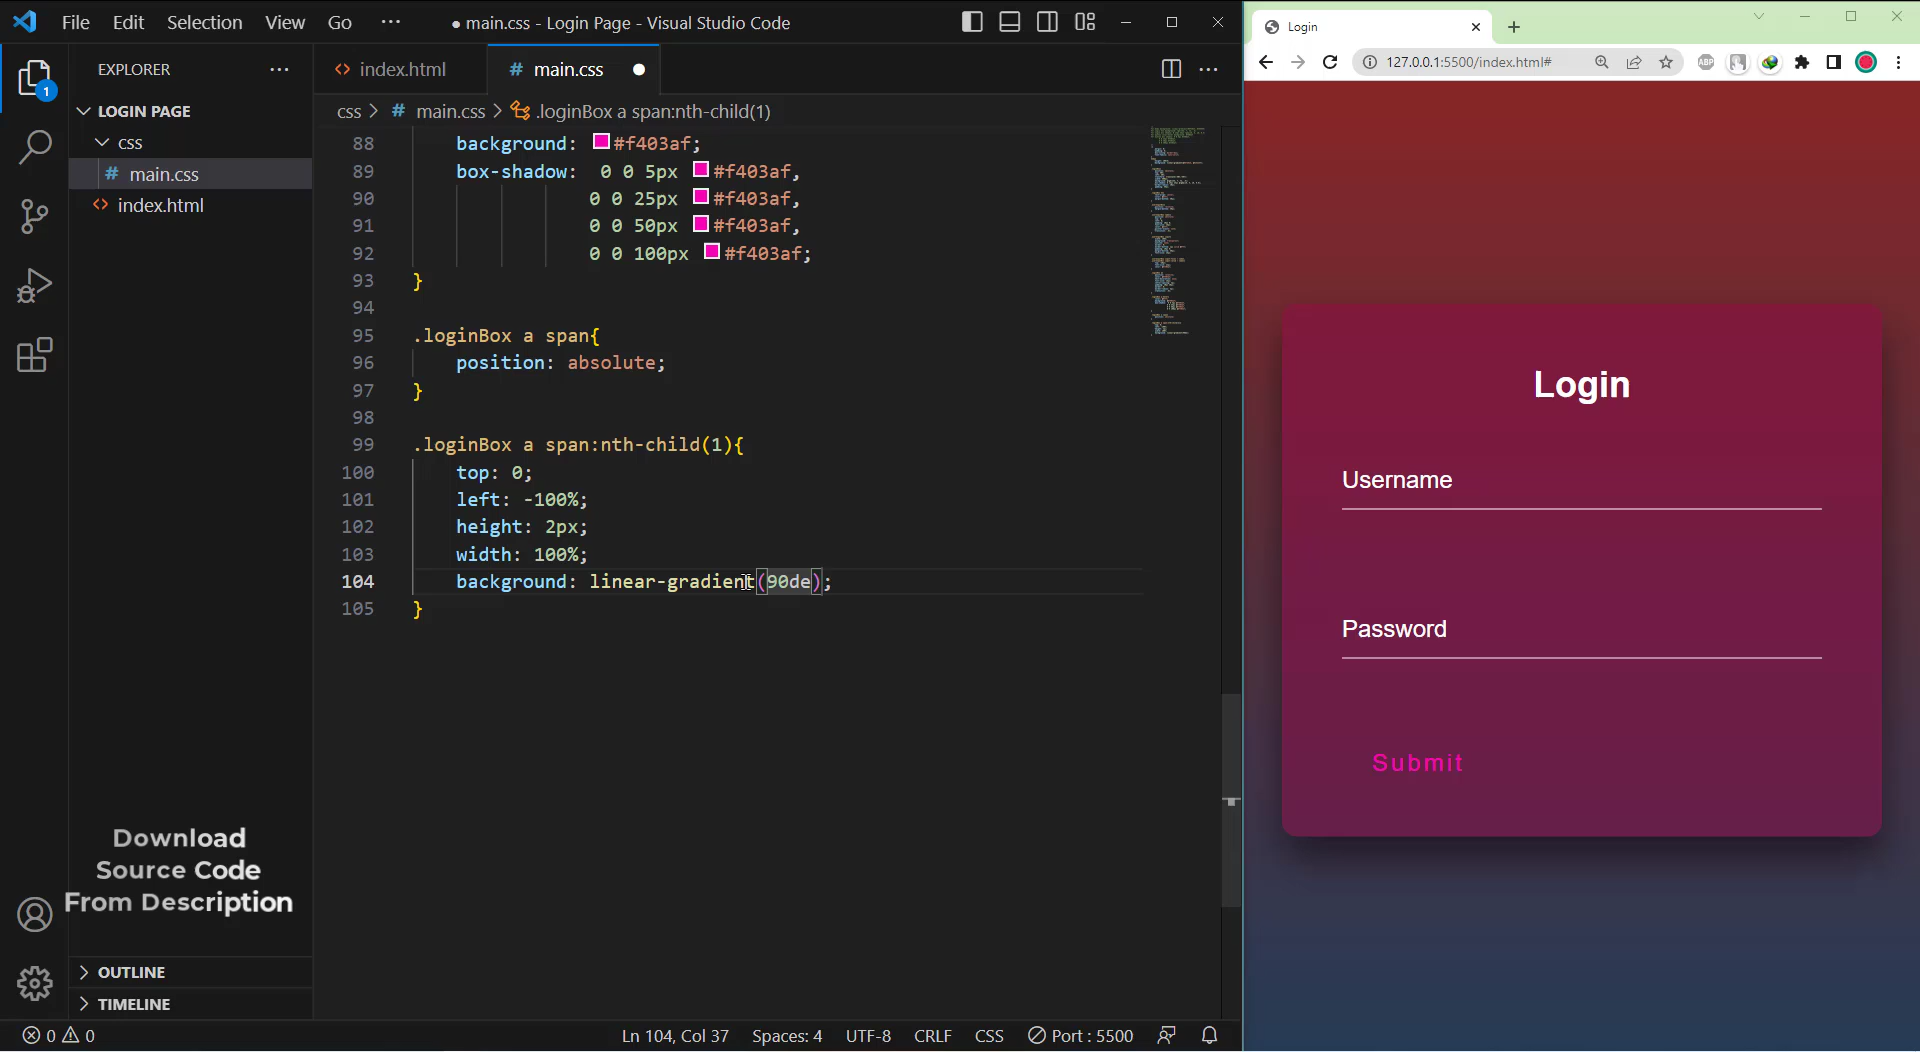 File Edit Selection View Go ··· ● main.css - Login Page - Visual Studio Code
EXPLORER ···
1
LOGIN PAGE
css
# main.css
<> index.html
<> index.html
# main.css ●
css > # main.css > .loginBox a span:nth-child(1)
88 background: #f403af;
89 box-shadow: 0 0 5px #f403af,
90 0 0 25px #f403af,
91 0 0 50px #f403af,
92 0 0 100px #f403af;
93 }
94
95 .loginBox a span{
96 position: absolute;
97 }
98
99 .loginBox a span:nth-child(1){
100 top: 0;
101 left: -100%;
102 height: 2px;
103 width: 100%;
104 background: linear-gradient(90de);
105 }
Download
Source Code
From Description
OUTLINE
TIMELINE
0 0 Ln 104, Col 37 Spaces: 4 UTF-8 CRLF CSS Port : 5500
Login
127.0.0.1:5500/index.html#
ABP
Login
Username
Password
Submit